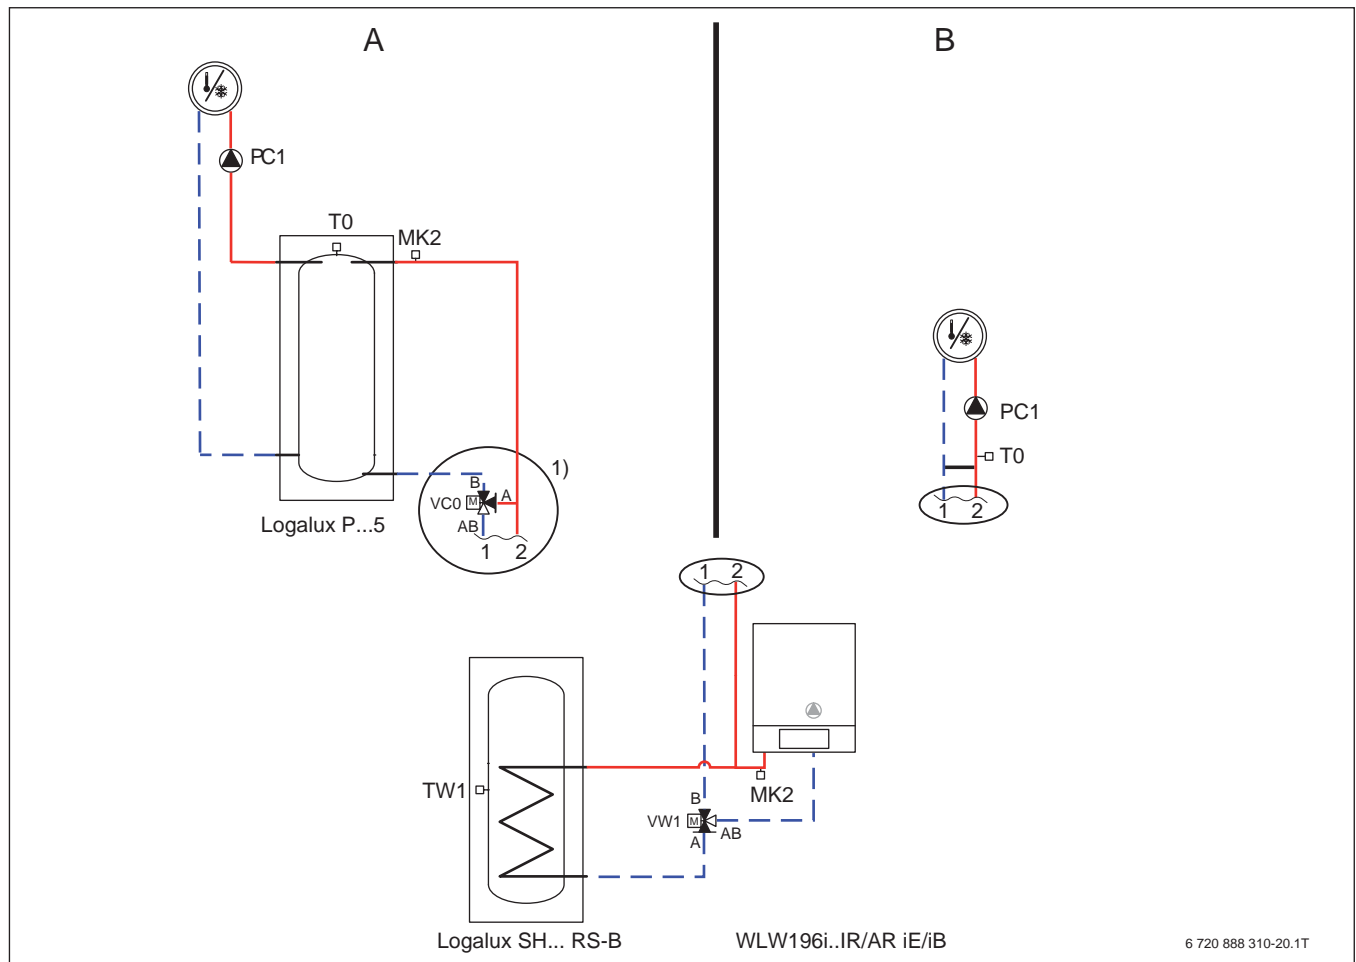 A
B
PC1
T0
MK2
1)
B
A
VC0
M
AB
1 2
Logalux P...5
PC1
T0
1 2
1 2
TW1
MK2
B
VW1
M
A
AB
Logalux SH... RS-B
WLW196i..IR/AR iE/iB
6 720 888 310-20.1T